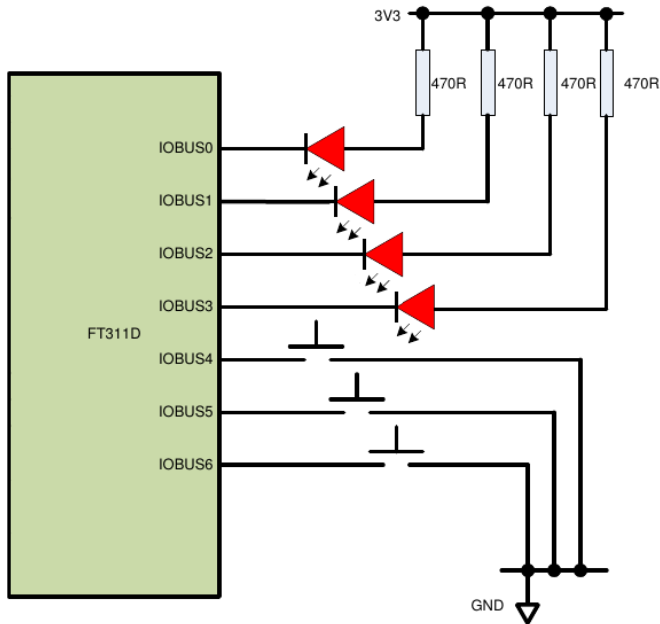 3V3
470R
470R
470R
470R
IOBUS0
IOBUS1
IOBUS2
IOBUS3
FT311D
IOBUS4
IOBUS5
IOBUS6
GND